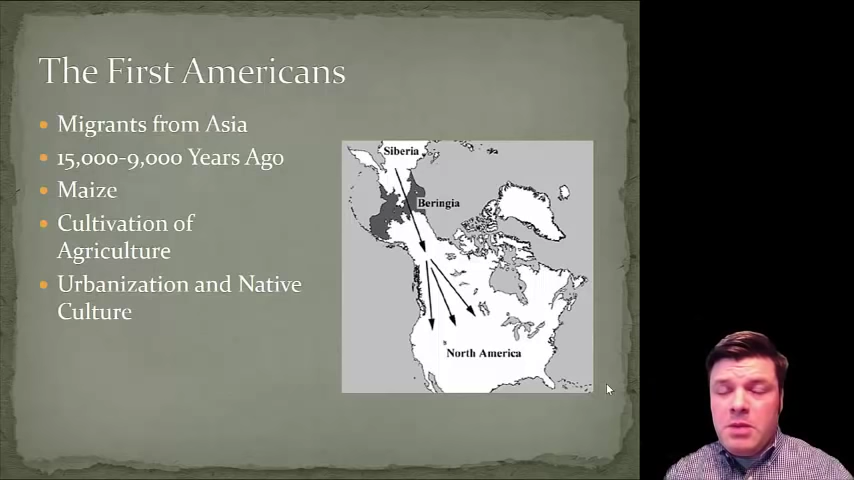 The First Americans
Migrants from Asia
15,000-9,000 Years Ago
Maize
Cultivation of
Agriculture
Urbanization and Native
Culture
Siberia
Beringia
North America